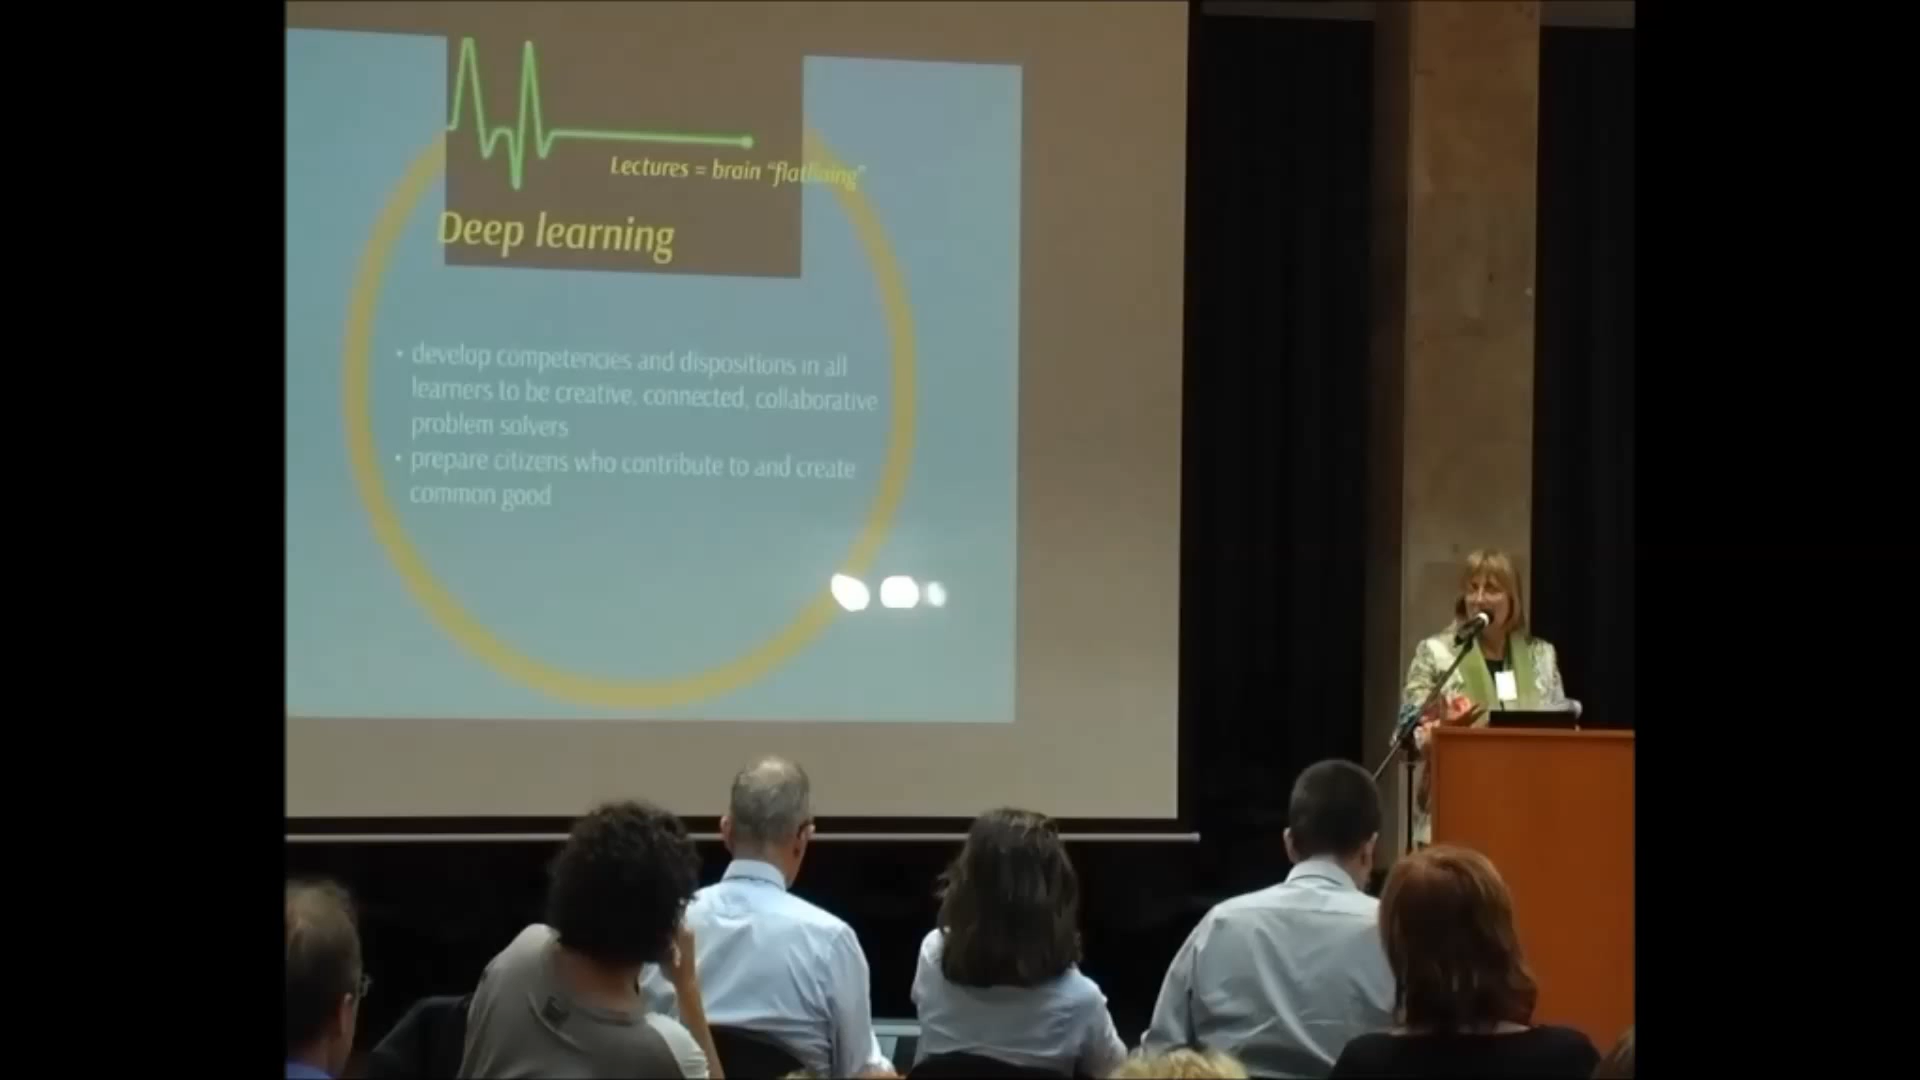 Lectures = brain "flatlining"
Deep learning
• develop competencies and dispositions in all
learners to be creative, connected, collaborative
problem solvers
• prepare citizens who contribute to and create
common good